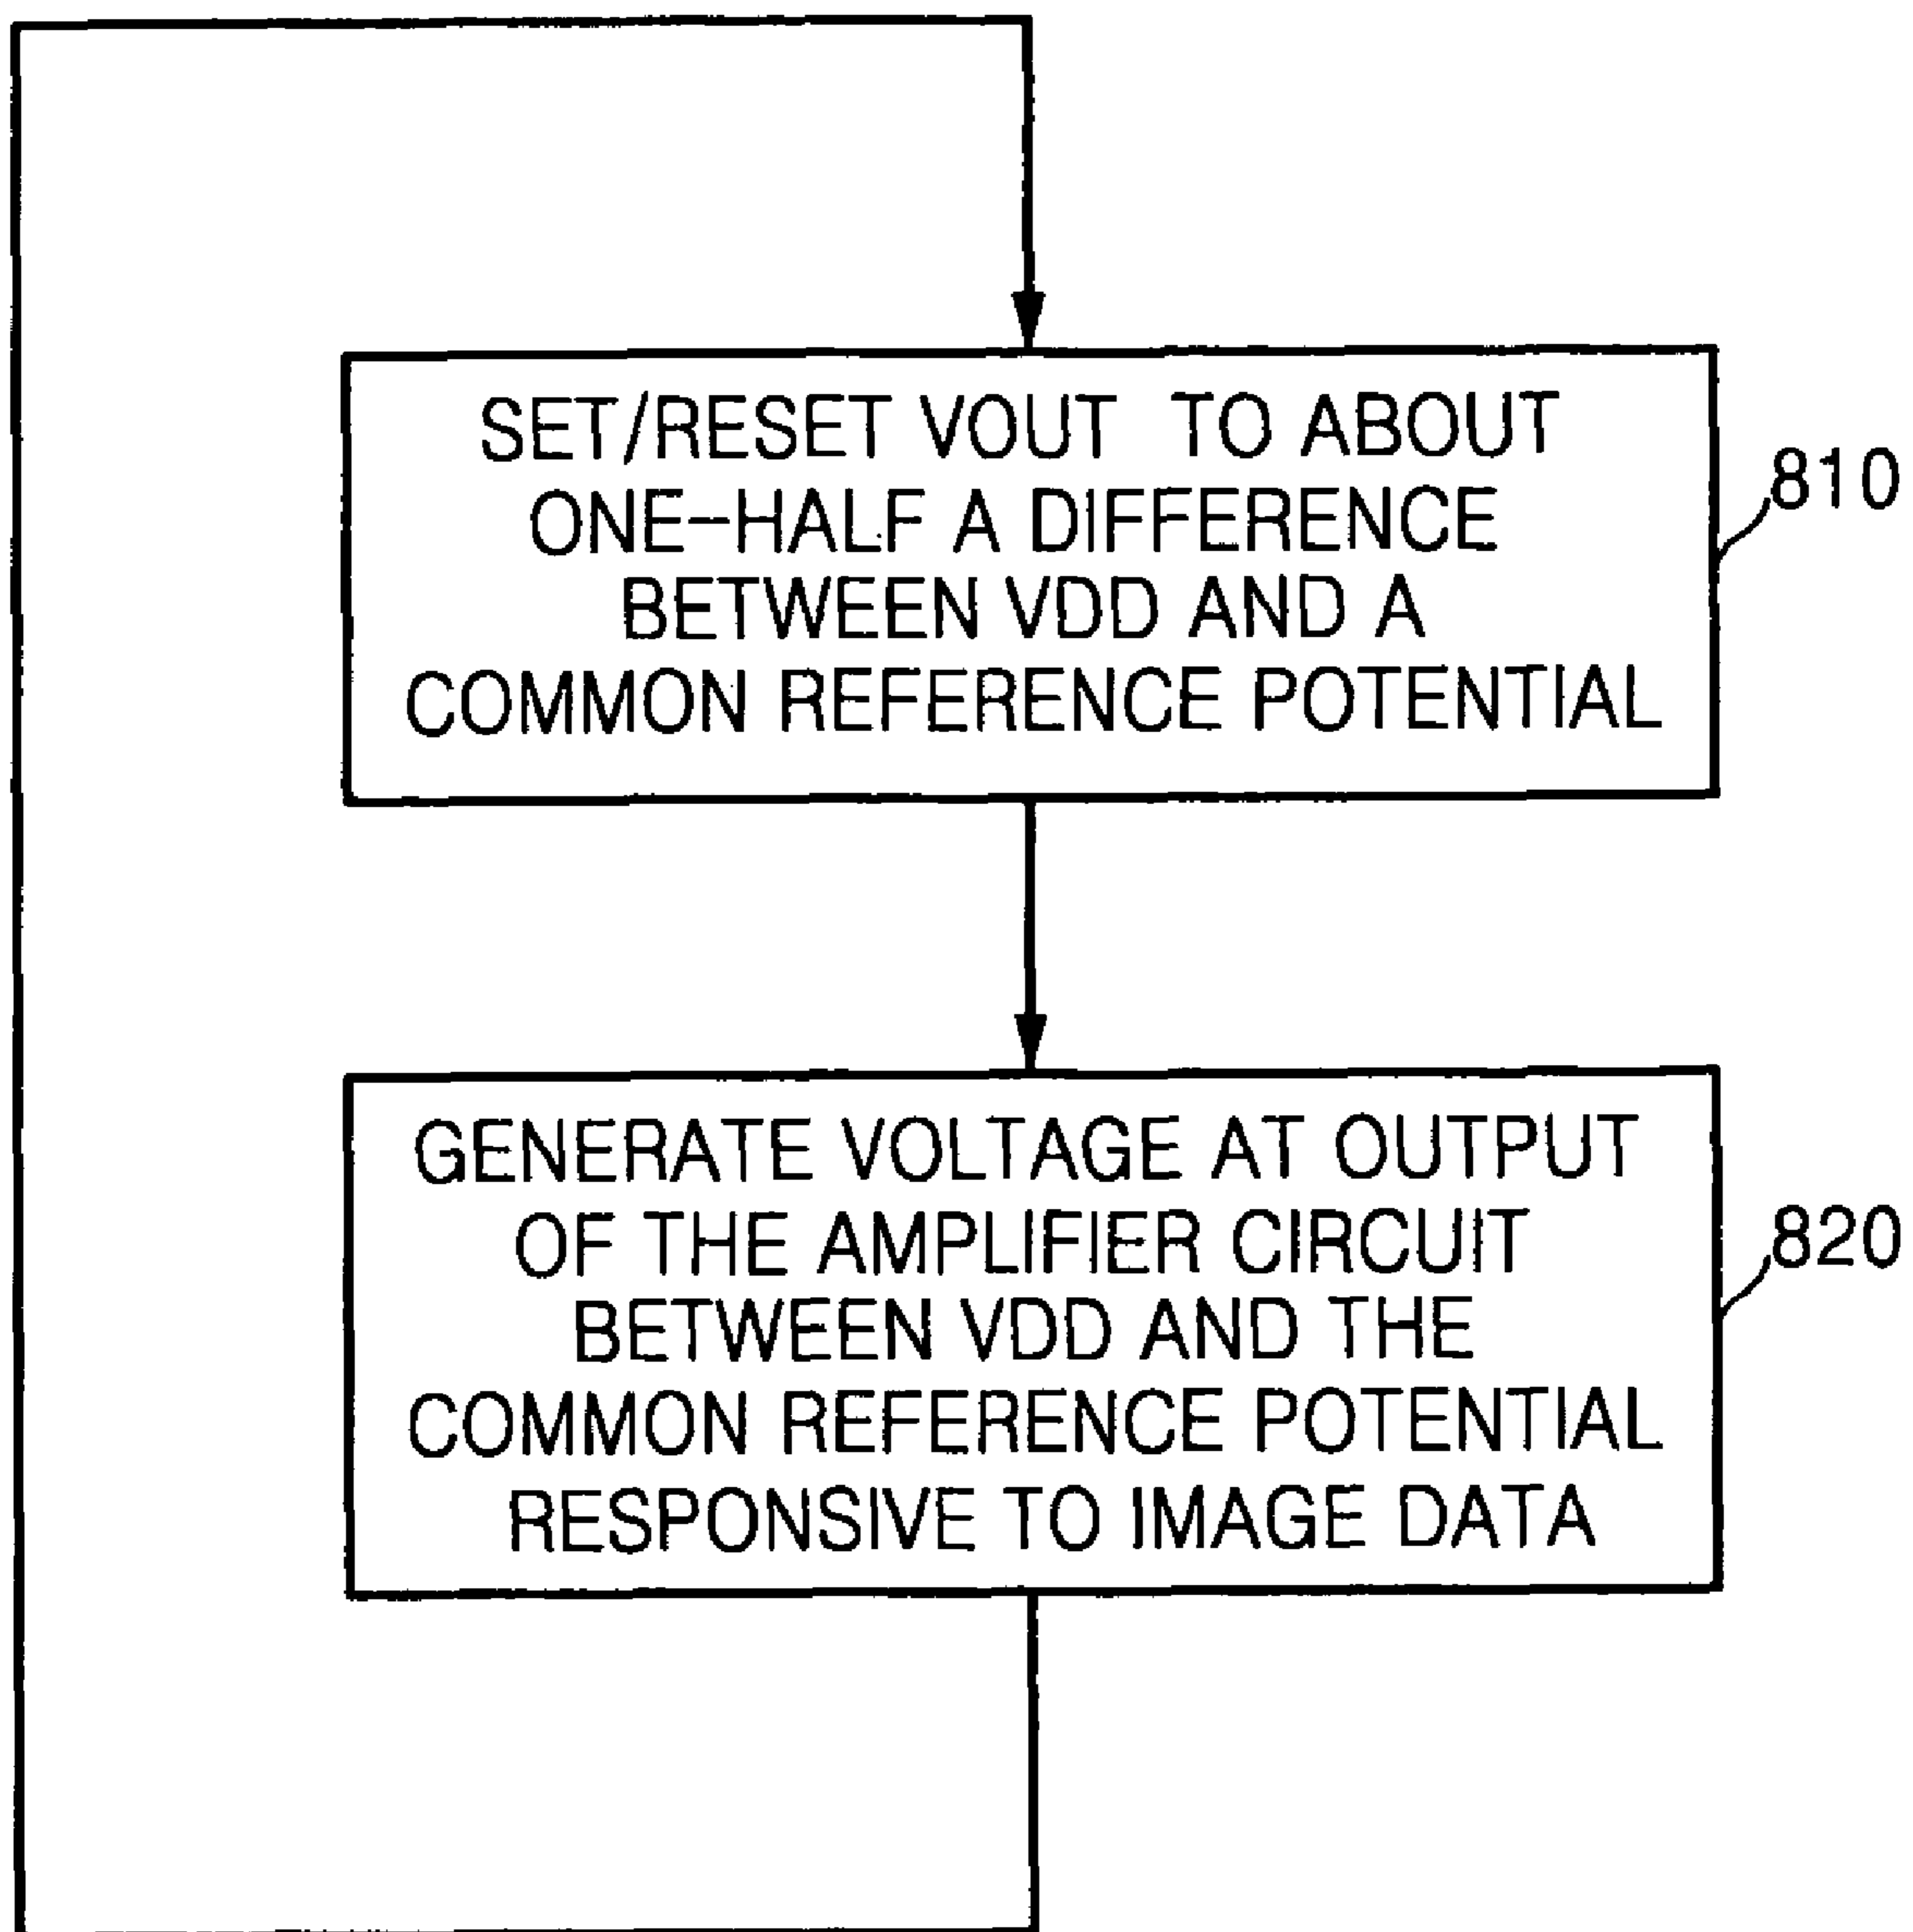 SET/RESET VOUT TO ABOUT
ONE-HALF A DIFFERENCE
BETWEEN VDD AND A
COMMON REFERENCE POTENTIAL
810
GENERATE VOLTAGE AT OUTPUT
OF THE AMPLIFIER CIRCUIT
BETWEEN VDD AND THE
COMMON REFERENCE POTENTIAL
RESPONSIVE TO IMAGE DATA
820